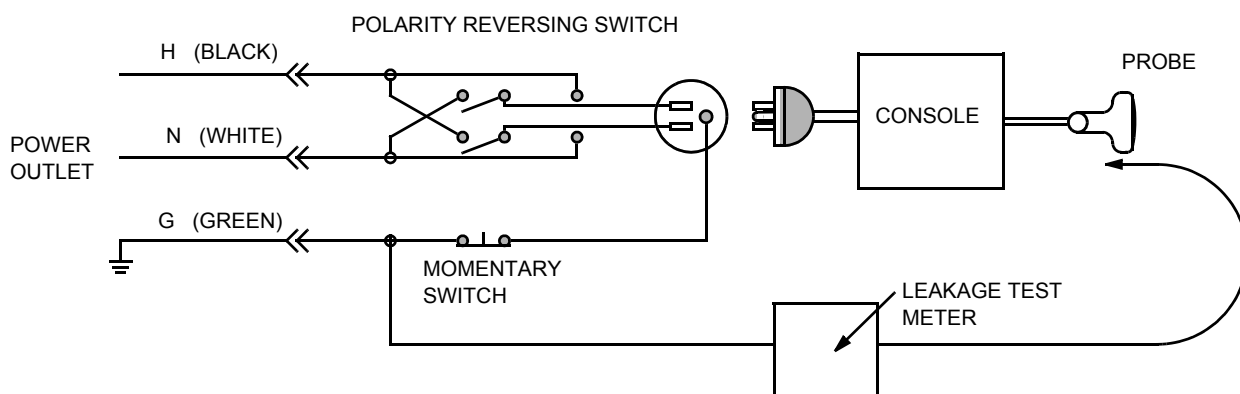 POLARITY REVERSING SWITCH
H (BLACK)
PROBE
CONSOLE
N (WHITE)
POWER
OUTLET
G (GREEN)
MOMENTARY
SWITCH
LEAKAGE TEST
METER